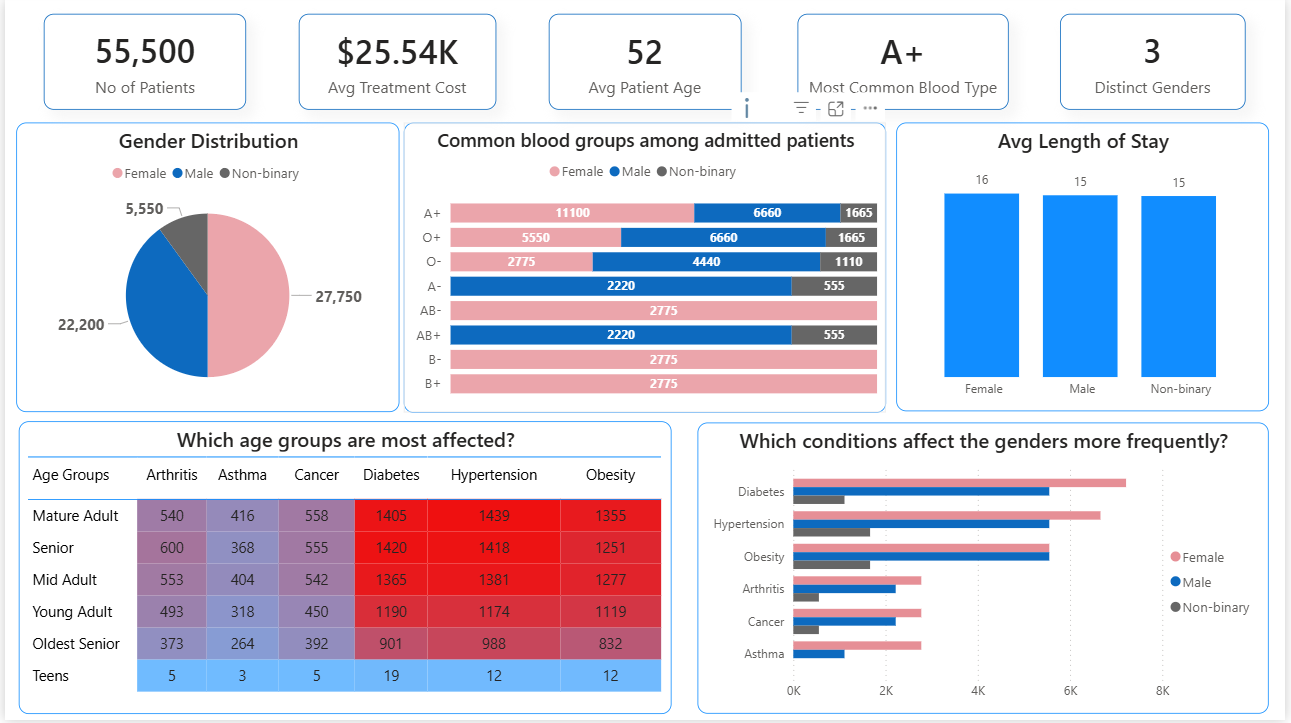 55,500
No of Patients
$25.54K
Avg Treatment Cost
52
Avg Patient Age
A+
Most Common Blood Type
3
Distinct Genders
Gender Distribution
Female Male Non-binary
5,550
27,750
22,200
Common blood groups among admitted patients
Female Male Non-binary
A+ 11100 6660 1665
O+ 5550 6660 1665
O- 2775 4440 1110
A- 2220 555
AB- 2775
AB+ 2220 555
B- 2775
B+ 2775
Avg Length of Stay
16 15 15
Female Male Non-binary
Which age groups are most affected?
Age Groups Arthritis Asthma Cancer Diabetes Hypertension Obesity
Mature Adult 540 416 558 1405 1439 1355
Senior 600 368 555 1420 1418 1251
Mid Adult 553 404 542 1365 1381 1277
Young Adult 493 318 450 1190 1174 1119
Oldest Senior 373 264 392 901 988 832
Teens 5 3 5 19 12 12
Which conditions affect the genders more frequently?
Diabetes
Hypertension
Obesity
Arthritis
Cancer
Asthma
0K 2K 4K 6K 8K
Female
Male
Non-binary